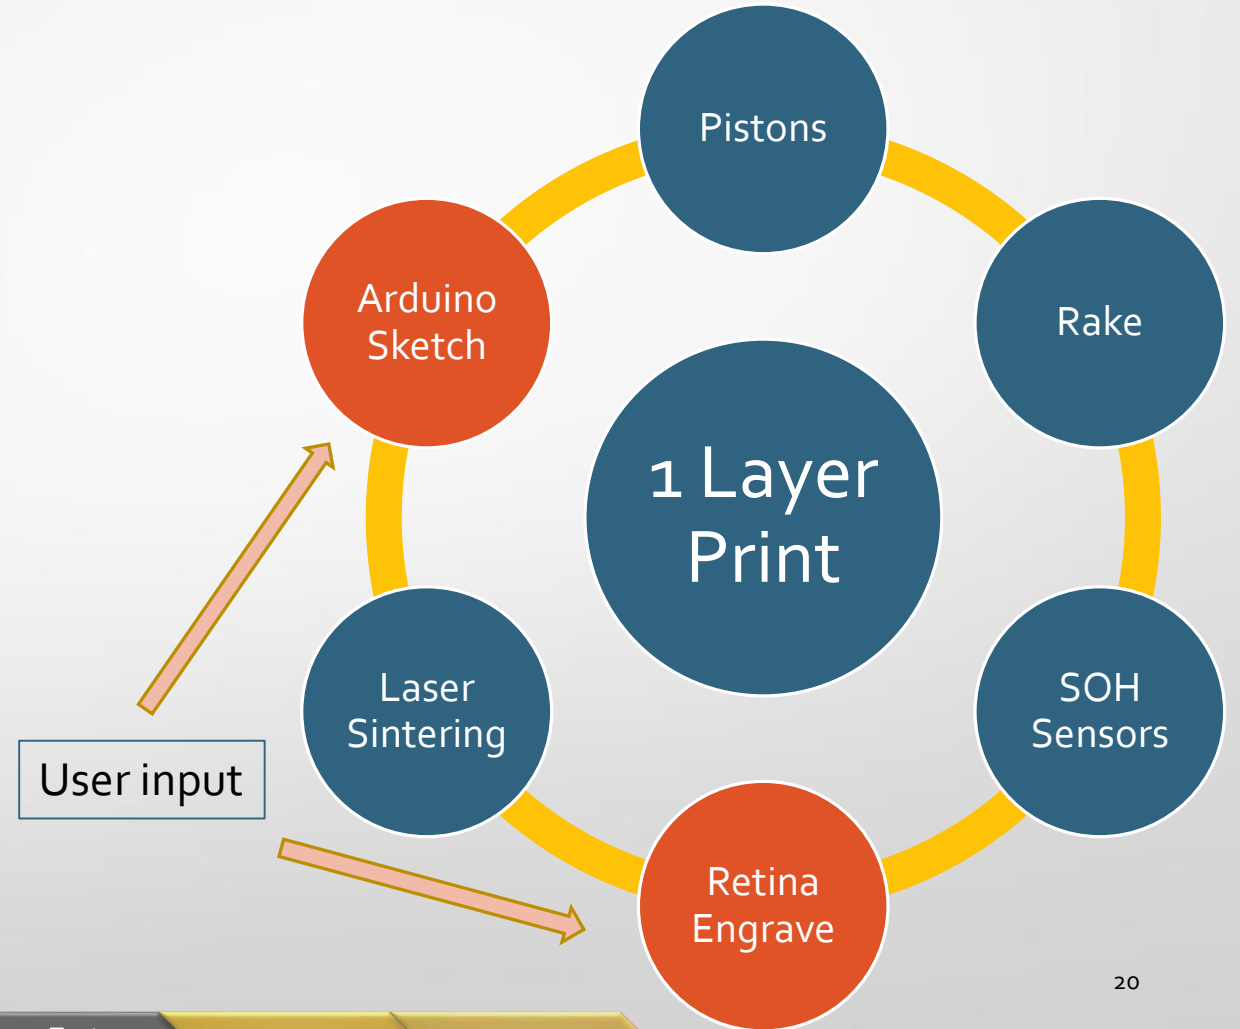 Pistons
Arduino
Sketch
Rake
1 Layer
Print
Laser
Sintering
SOH
Sensors
User input
Retina
Engrave
20